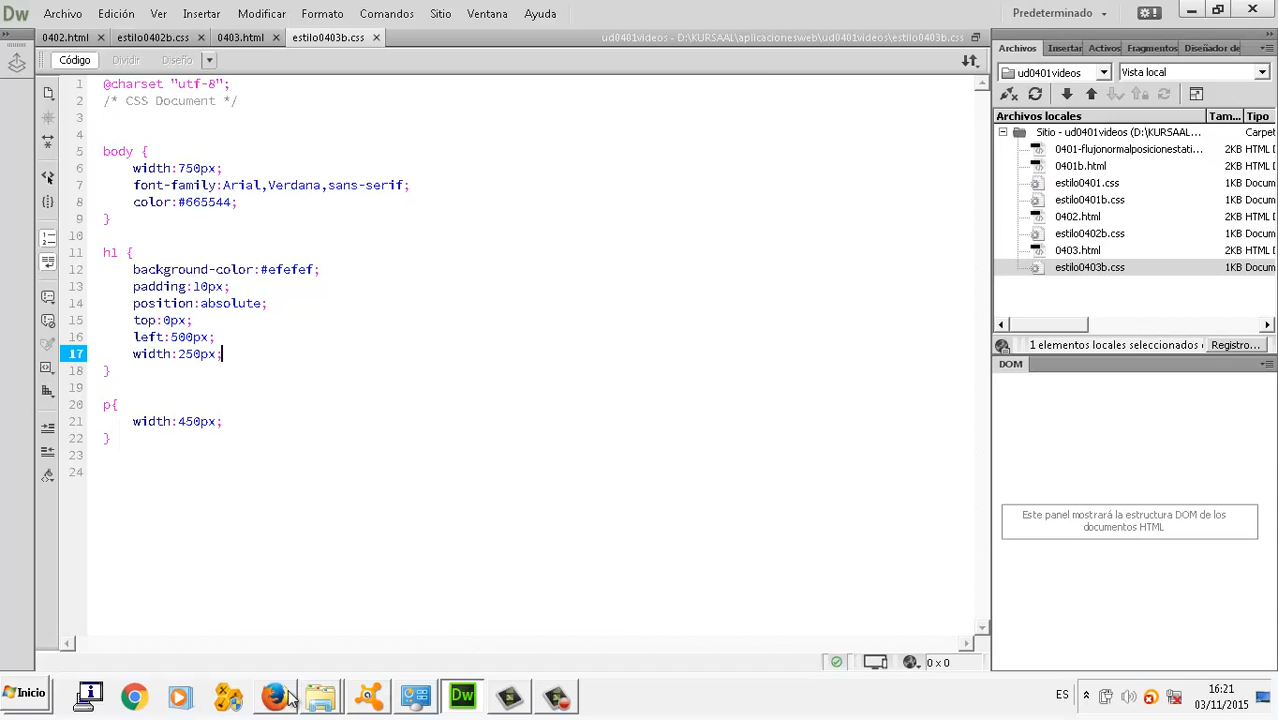 Dw Archivo Edición Ver Insertar Modificar Formato Comandos Sitio Ventana Ayuda Predeterminado
0402.html × estilo0402b.css × 0403.html × estilo0403b.css × ud0401videos - D:\KURSAAL\aplicacionesweb\ud0401videos\estilo0403b.css
Código Dividir Diseño
1 @charset "utf-8";
2 /* CSS Document */
3
4
5 body {
6 width:750px;
7 font-family:Arial,Verdana,sans-serif;
8 color:#665544;
9 }
10
11 h1 {
12 background-color:#efefef;
13 padding:10px;
14 position:absolute;
15 top:0px;
16 left:500px;
17 width:250px;
18 }
19
20 p{
21 width:450px;
22 }
23
24
Archivos Insertar Activos Fragmentos Diseñador de
ud0401videos Vista local
Archivos locales Tam... Tipo
Sitio - ud0401videos (D:\KURSAAL... Carpet
0401-flujonormalposicionestati... 2KB HTML D
0401b.html 2KB HTML D
estilo0401.css 1KB Docum
estilo0401b.css 1KB Docum
0402.html 2KB HTML D
estilo0402b.css 1KB Docum
0403.html 2KB HTML D
estilo0403b.css 1KB Docum
1 elementos locales seleccionados Registro...
DOM
Este panel mostrará la estructura DOM de los
documentos HTML
0 x 0
Inicio Dw ES 16:21
03/11/2015